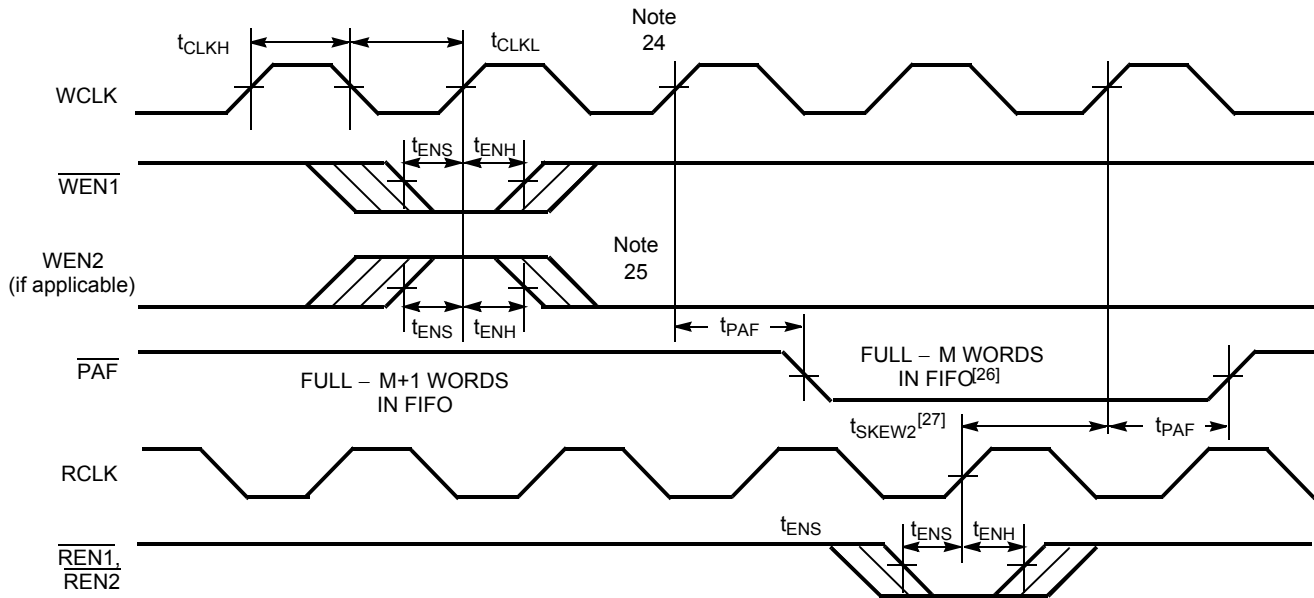 Note
24
tCLKH
tCLKL
WCLK
tENS
tENH
WEN1
WEN2
(if applicable)
Note
25
tENS
tENH
tPAF
PAF
FULL − M+1 WORDS
IN FIFO
FULL − M WORDS
IN FIFO[26]
tSKEW2[27]
tPAF
RCLK
tENS
tENS
tENH
REN1,
REN2